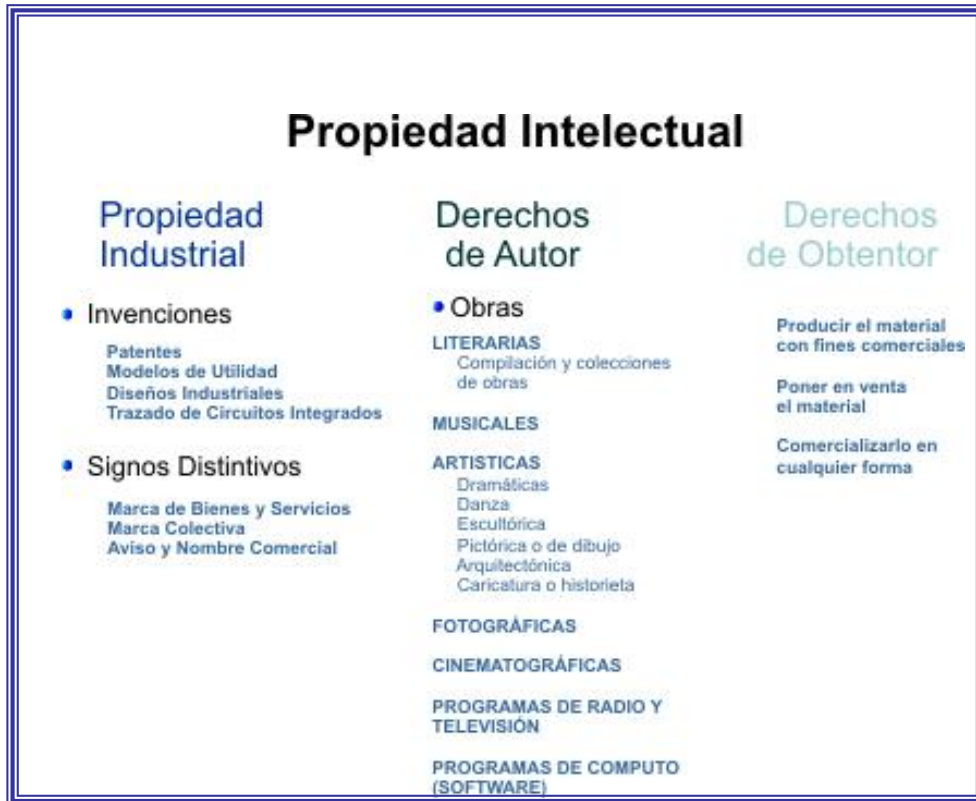 Propiedad Intelectual
Propiedad
Industrial
• Invenciones
Patentes
Modelos de Utilidad
Diseños Industriales
Trazado de Circuitos Integrados
• Signos Distintivos
Marca de Bienes y Servicios
Marca Colectiva
Aviso y Nombre Comercial
Derechos
de Autor
• Obras
LITERARIAS
Compilación y colecciones
de obras
MUSICALES
ARTISTICAS
Dramáticas
Danza
Escultórica
Pictórica o de dibujo
Arquitectónica
Caricatura o historieta
FOTOGRÁFICAS
CINEMATOGRÁFICAS
PROGRAMAS DE RADIO Y
TELEVISIÓN
PROGRAMAS DE COMPUTO
(SOFTWARE)
Derechos
de Obtentor
Producir el material
con fines comerciales
Poner en venta
el material
Comercializarlo en
cualquier forma